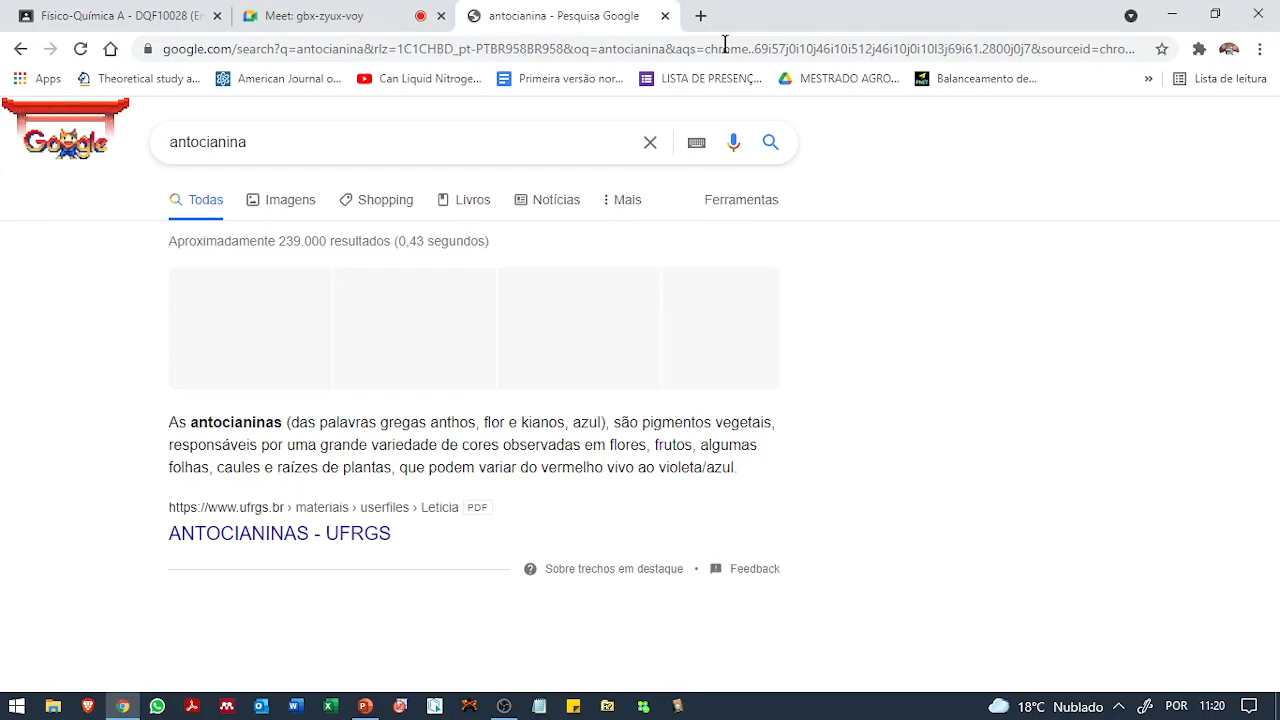 Físico-Química A - DQF10028 (En
Meet: gbx-zyux-voy
antocianina - Pesquisa Google
google.com/search?q=antocianina&rlz=1C1CHBD_pt-PTBR958BR958&oq=antocianina&aqs=chrome..69i57j0i10j46i10i512j46i10j0i10l3j69i61.2800j0j7&sourceid=chro...
Apps
Theoretical study a...
American Journal o...
Can Liquid Nitroge...
Primeira versão nor...
LISTA DE PRESENÇ...
MESTRADO AGRO...
Balanceamento de...
»
Lista de leitura
Google
antocianina
Todas
Imagens
Shopping
Livros
Notícias
Mais
Ferramentas
Aproximadamente 239.000 resultados (0,43 segundos)
As antocianinas (das palavras gregas anthos, flor e kianos, azul), são pigmentos vegetais,
responsáveis por uma grande variedade de cores observadas em flores, frutos, algumas
folhas, caules e raízes de plantas, que podem variar do vermelho vivo ao violeta/azul.
https://www.ufrgs.br › materiais › userfiles › Leticia PDF
ANTOCIANINAS - UFRGS
Sobre trechos em destaque • Feedback
18°C Nublado
POR
11:20